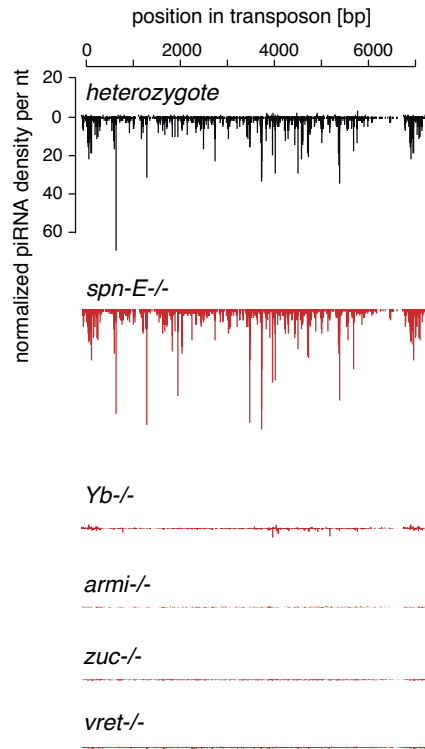 position in transposon [bp]
0 2000 4000 6000
normalized piRNA density per nt
20
0
20
40
60
heterozygote
spn-E-/-
Yb-/-
armi-/-
zuc-/-
vret-/-